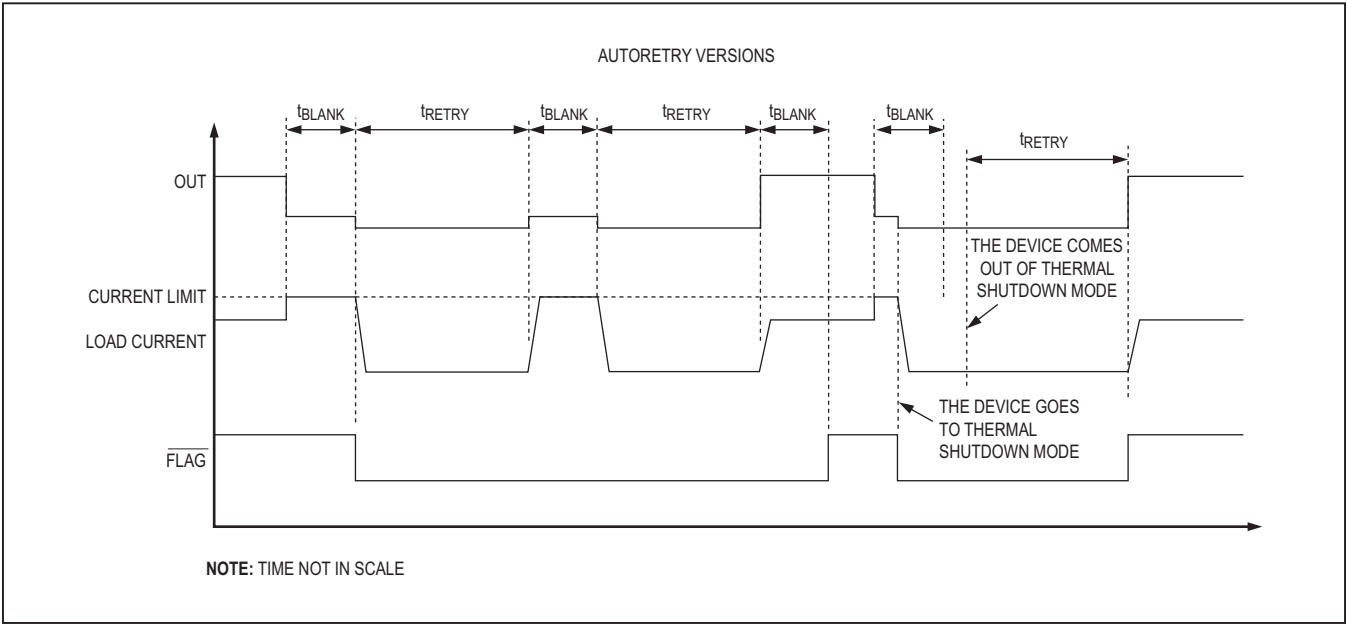 AUTORETRY VERSIONS
tBLANK
tRETRY
tBLANK
tRETRY
tBLANK
tBLANK
tRETRY
OUT
THE DEVICE COMES
OUT OF THERMAL
SHUTDOWN MODE
CURRENT LIMIT
LOAD CURRENT
THE DEVICE GOES
TO THERMAL
SHUTDOWN MODE
FLAG
NOTE: TIME NOT IN SCALE